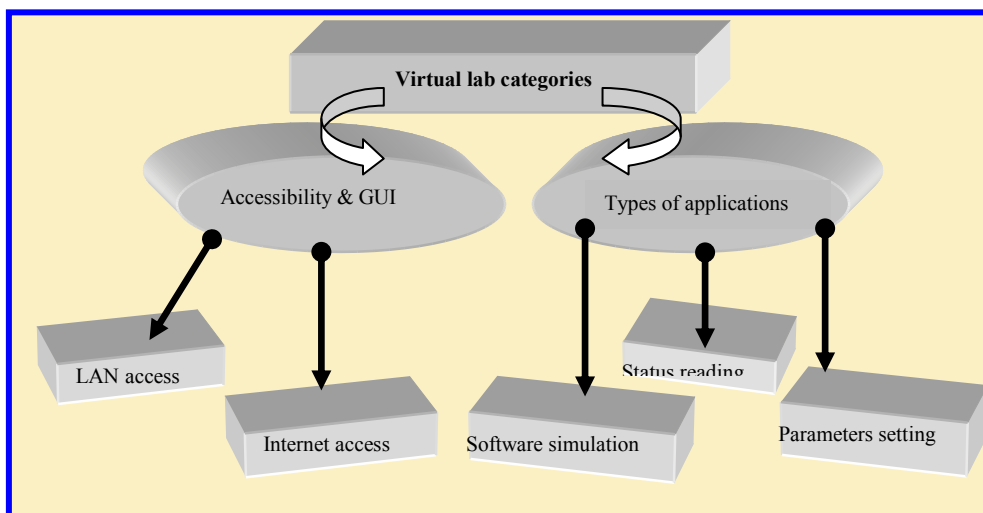 Virtual lab categories
Accessibility & GUI
Types of applications
LAN access
Status reading
Internet access
Software simulation
Parameters setting